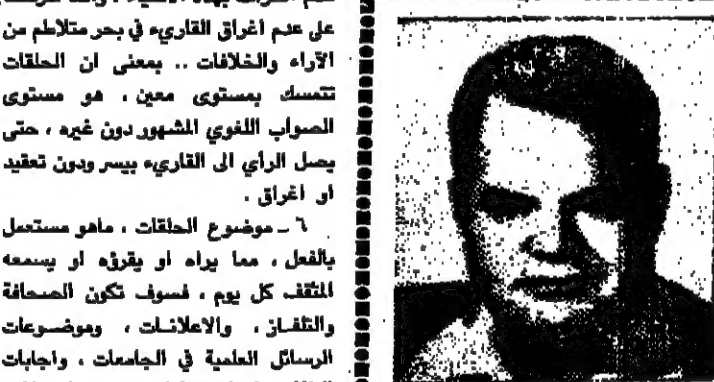 على عدم اغراق القاريء في بحر متلاطم من
الآراء والخلافات .. بمعنى ان الحلقات
تتمسك بمستوى معين ، هو مستوى
الصواب اللغوي المشهور دون غيره ، حتى
يصل الرأي الى القاريء بيسر ودون تعقيد
او اغراق .
٦ ـ موضوع الحلقات ، ماهو مستعمل
بالفعل ، مما يراه او يقرؤه او يسمعه
المثقف كل يوم ، فسوف تكون الصحافة
والتلفاز ، والاعلانات ، وموضوعات
الرسائل العلمية في الجامعات ، واجابات